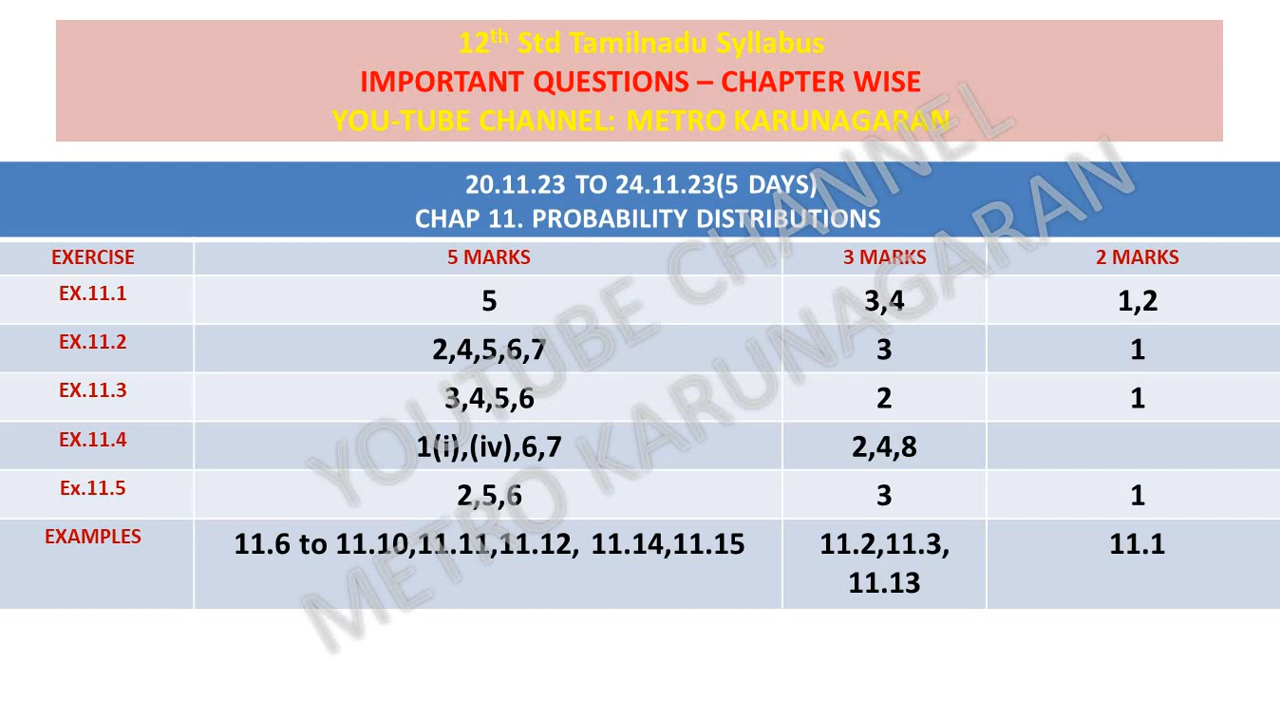 12th Std Tamilnadu Syllabus
IMPORTANT QUESTIONS – CHAPTER WISE
YOU-TUBE CHANNEL: METRO KARUNAGARAN
20.11.23 TO 24.11.23(5 DAYS)
CHAP 11. PROBABILITY DISTRIBUTIONS
EXERCISE 5 MARKS 3 MARKS 2 MARKS
EX.11.1 5 3,4 1,2
EX.11.2 2,4,5,6,7 3 1
EX.11.3 3,4,5,6 2 1
EX.11.4 1(i),(iv),6,7 2,4,8
Ex.11.5 2,5,6 3 1
EXAMPLES 11.6 to 11.10,11.11,11.12, 11.14,11.15 11.2,11.3, 11.1
11.13
YOUTUBE CHANNEL
METRO KARUNAGARAN